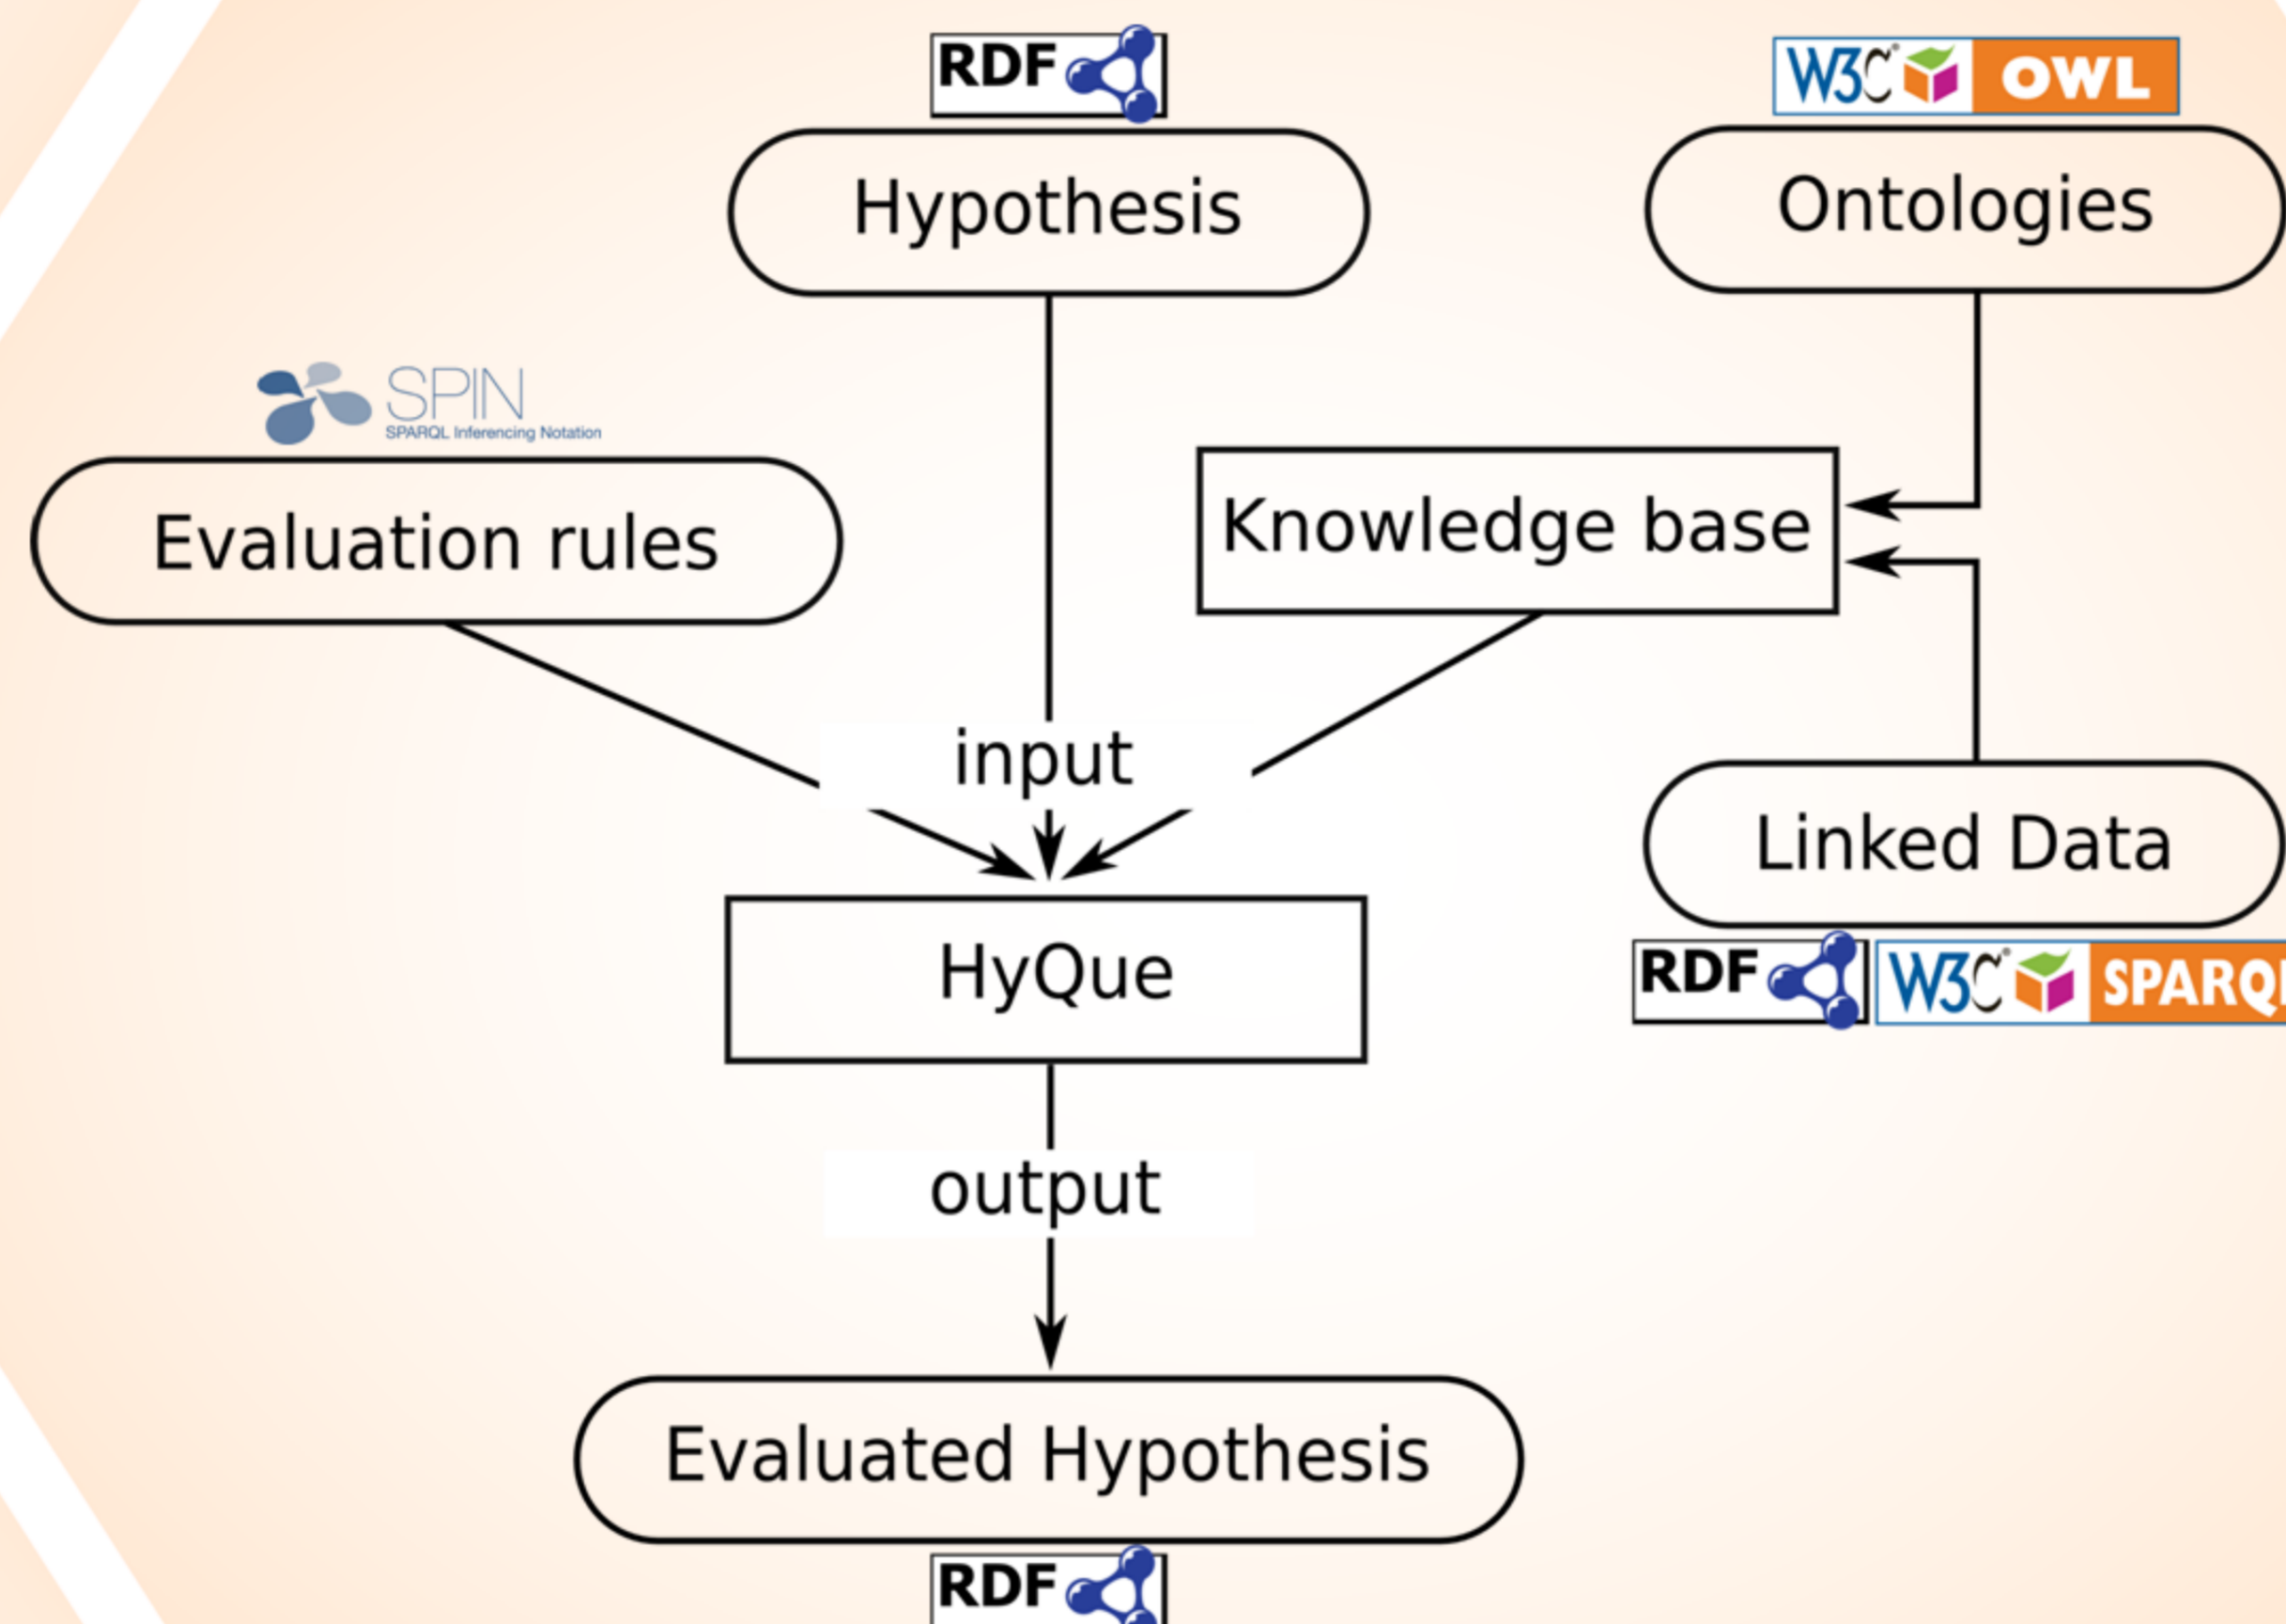 RDF
W3C® OWL
Hypothesis
Ontologies
SPIN
SPARQL Inferencing Notation
Evaluation rules
Knowledge base
input
Linked Data
HyQue
RDF
W3C® SPARQL
output
Evaluated Hypothesis
RDF